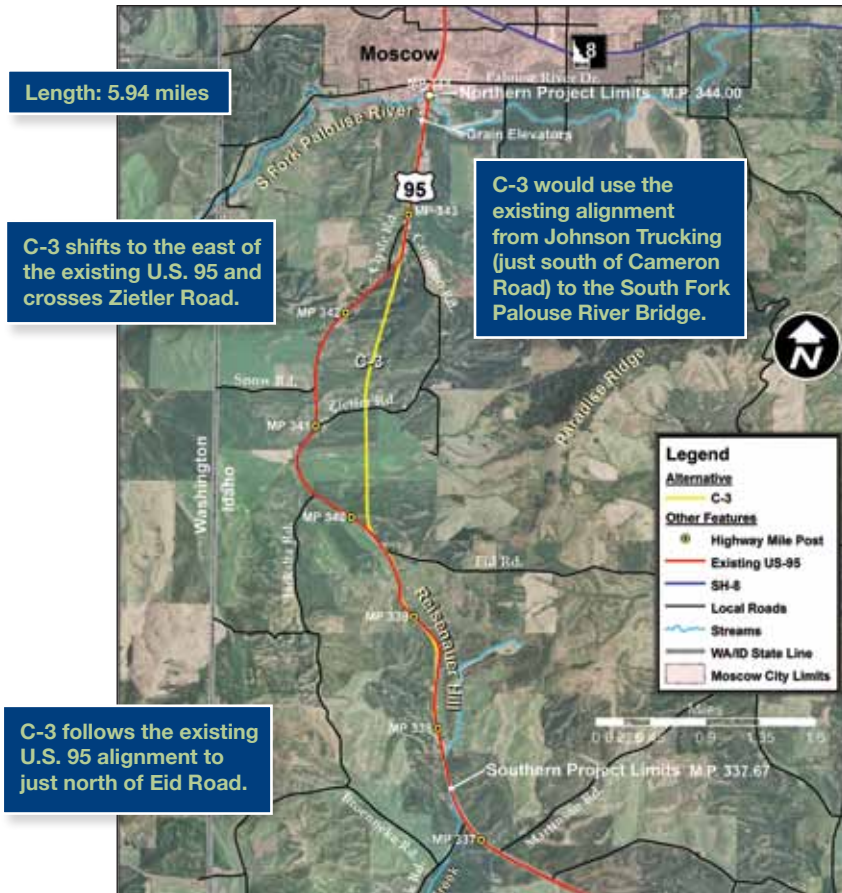 Moscow
8
Palouse River Dr.
Length: 5.94 miles
Northern Project Limits M.P. 344.00
S Fork Palouse River
Grain Elevators
95
MP 343
C-3 would use the
existing alignment
from Johnson Trucking
(just south of Cameron
Road) to the South Fork
Palouse River Bridge.
C-3 shifts to the east of
the existing U.S. 95 and
crosses Zietler Road.
Cameron Rd.
MP 342
N
C-3
Snow Rd.
Zietler Rd.
Paradise Ridge
MP 341
Washington
Idaho
MP 340
Eid Rd.
Reisenauer Hill
MP 339
MP 338
Legend
Alternative
C-3
Other Features
Highway Mile Post
Existing US-95
SH-8
Local Roads
Streams
WA/ID State Line
Moscow City Limits
Miles
C-3 follows the existing
U.S. 95 alignment to
just north of Eid Road.
Southern Project Limits M.P. 337.67
MP 337
Creek